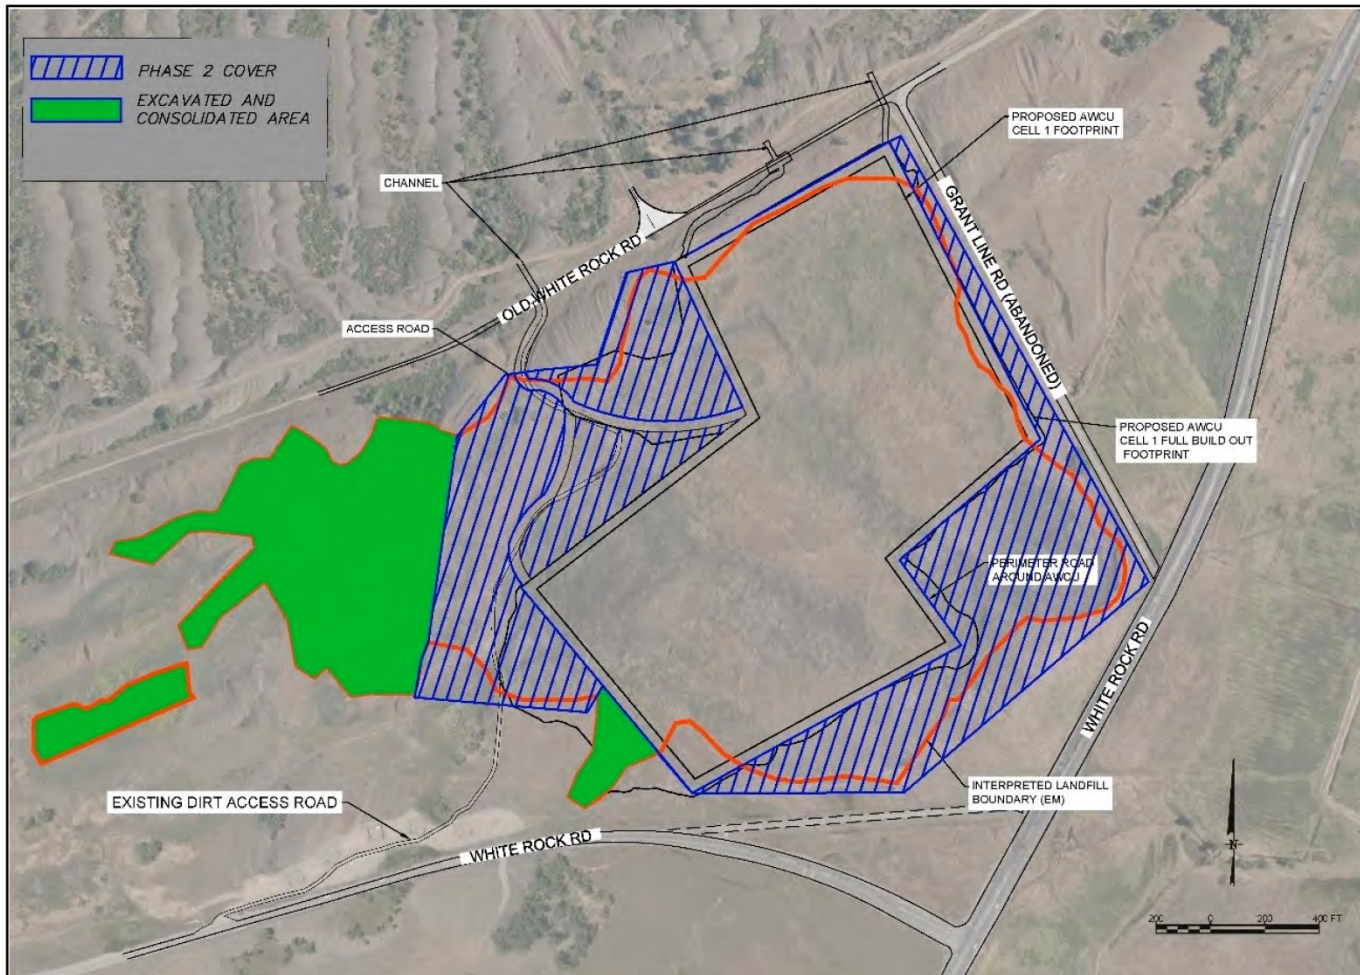 PHASE 2 COVER
EXCAVATED AND
CONSOLIDATED AREA
PROPOSED AWCU
CELL 1 FOOTPRINT
CHANNEL
GRANT LINE RD (ABANDONED)
OLD WHITE ROCK RD
ACCESS ROAD
PROPOSED AWCU
CELL 1 FULL BUILD OUT
FOOTPRINT
PERIMETER ROAD
AROUND AWCU
WHITE ROCK RD
INTERPRETED LANDFILL
BOUNDARY (EM)
EXISTING DIRT ACCESS ROAD
WHITE ROCK RD
N
200 0 200 400 FT.